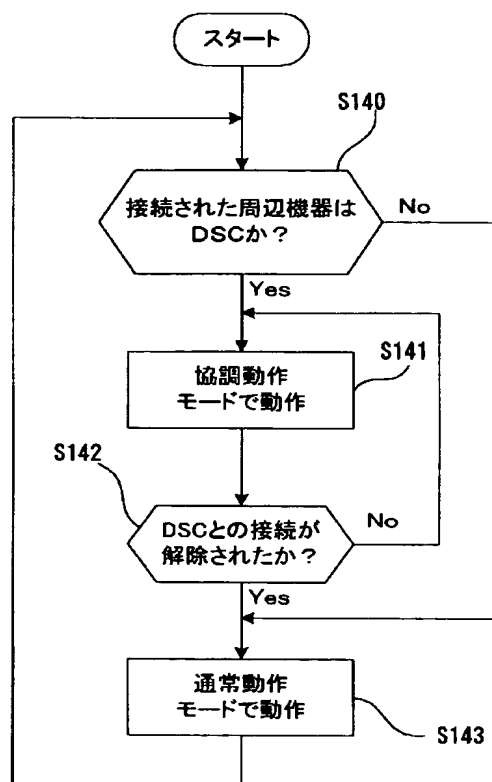 スタート
S140
接続された周辺機器は
DSCか？
No
Yes
S141
協調動作
モードで動作
S142
DSCとの接続が
解除されたか？
No
Yes
通常動作
モードで動作
S143